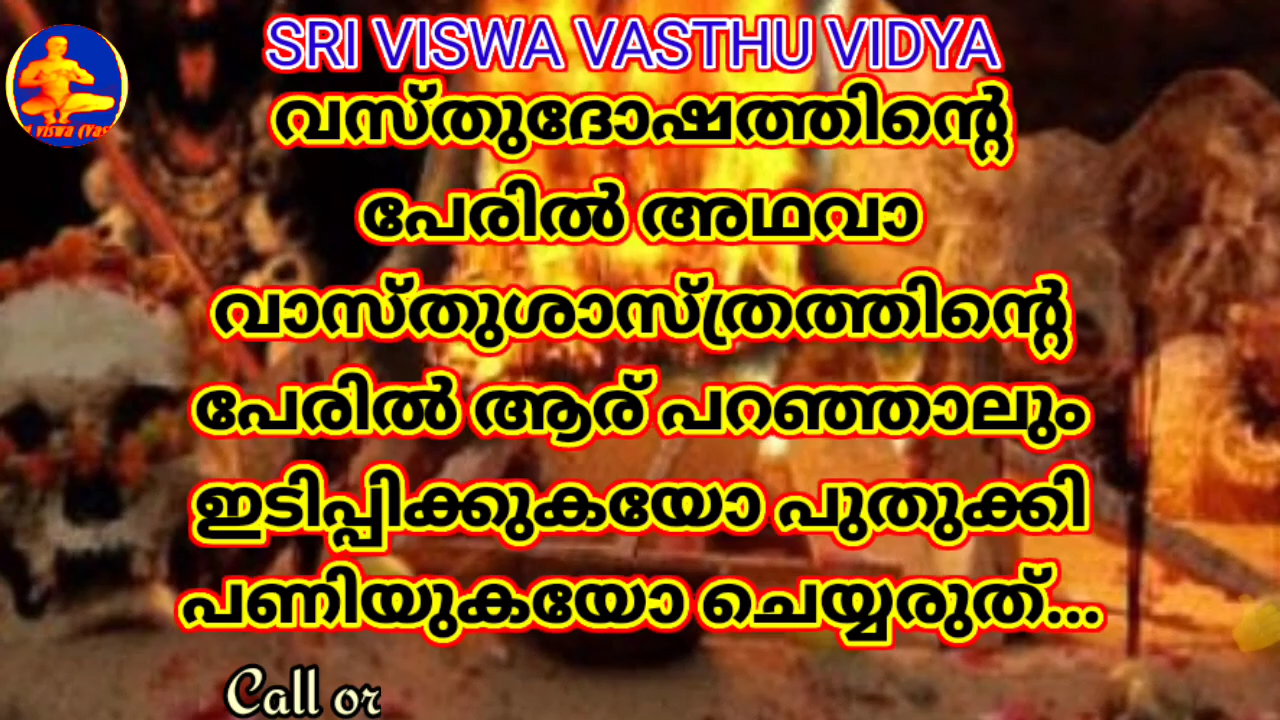 SRI VISWA VASTHU VIDYA
വസ്തുദോഷത്തിന്റെ
പേരിൽ അഥവാ
വാസ്തുശാസ്ത്രത്തിന്റെ
പേരിൽ ആര് പറഞ്ഞാലും
ഇടിപ്പിക്കുകയോ പുതുക്കി
പണിയുകയോ ചെയ്യരുത്...
Call or